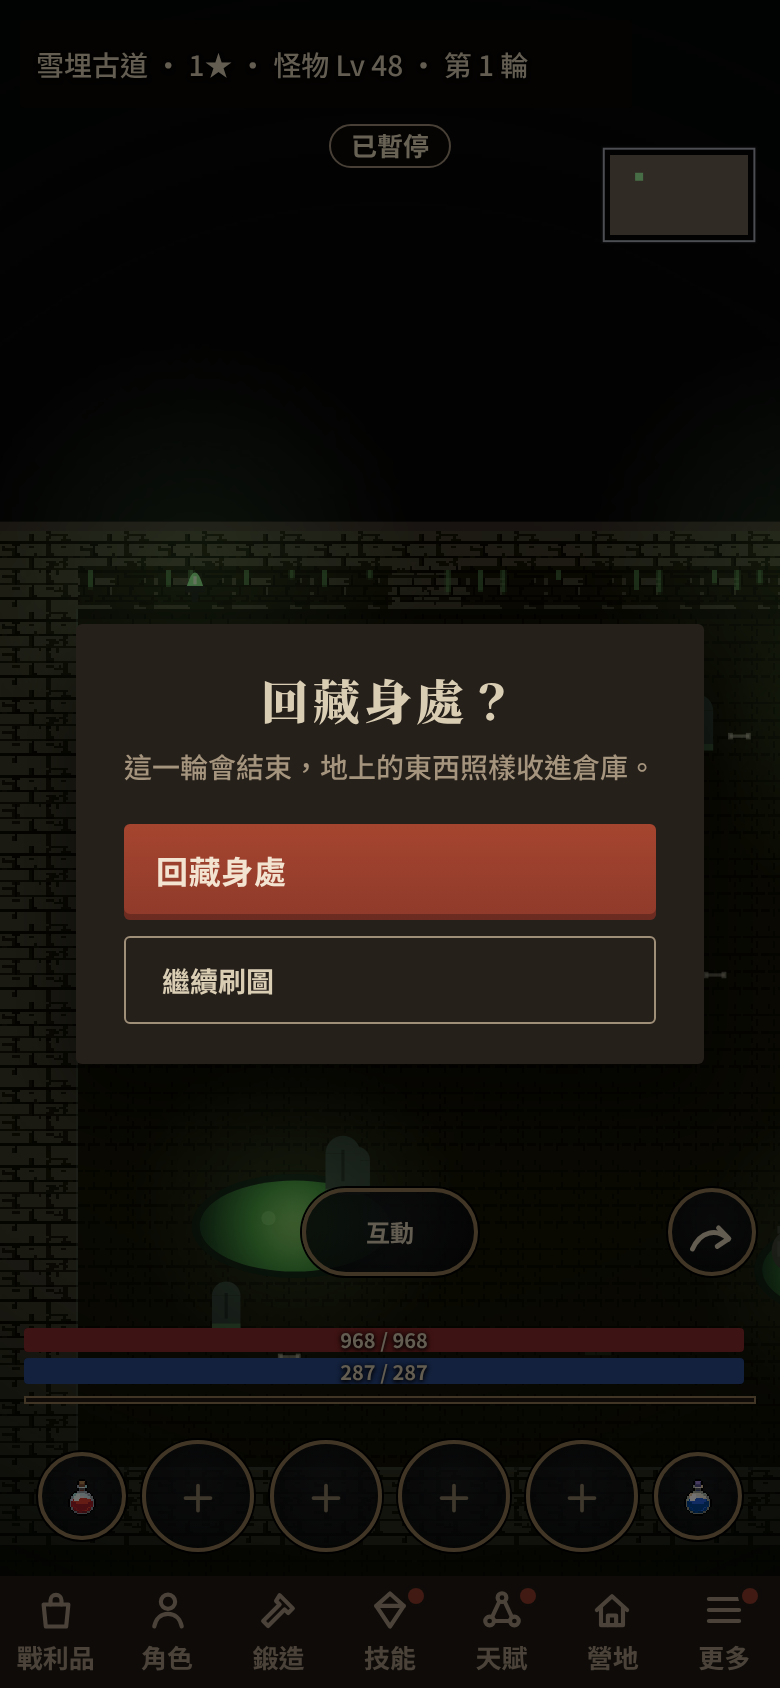 雪埋古道 · 1★ · 怪物 Lv 48 · 第 1 輪
已暫停
回藏身處？
這一輪會結束，地上的東西照樣收進倉庫。
回藏身處
繼續刷圖
互動
968 / 968
287 / 287
戰利品 角色 鍛造 技能 天賦 營地 更多